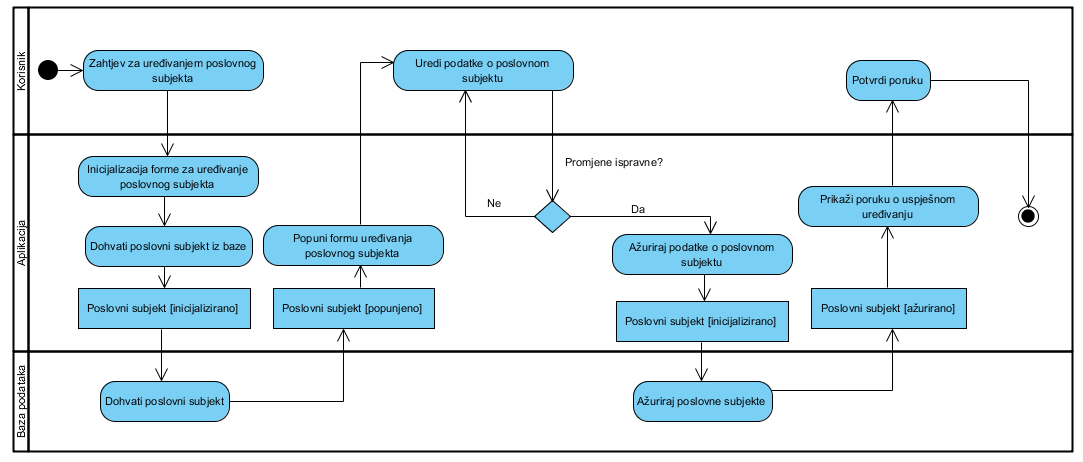 Korisnik
Zahtjev za uređivanjem poslovnog
subjekta
Uredi podatke o poslovnom
subjektu
Potvrdi poruku
Aplikacija
Inicijalizacija forme za uređivanje
poslovnog subjekta
Dohvati poslovni subjekt iz baze
Poslovni subjekt [inicijalizirano]
Popuni formu uređivanja
poslovnog subjekta
Poslovni subjekt [popunjeno]
Promjene ispravne?
Ne
Da
Ažuriraj podatke o poslovnom
subjektu
Poslovni subjekt [inicijalizirano]
Prikaži poruku o uspješnom
uređivanju
Poslovni subjekt [ažurirano]
Baza podataka
Dohvati poslovni subjekt
Ažuriraj poslovne subjekte